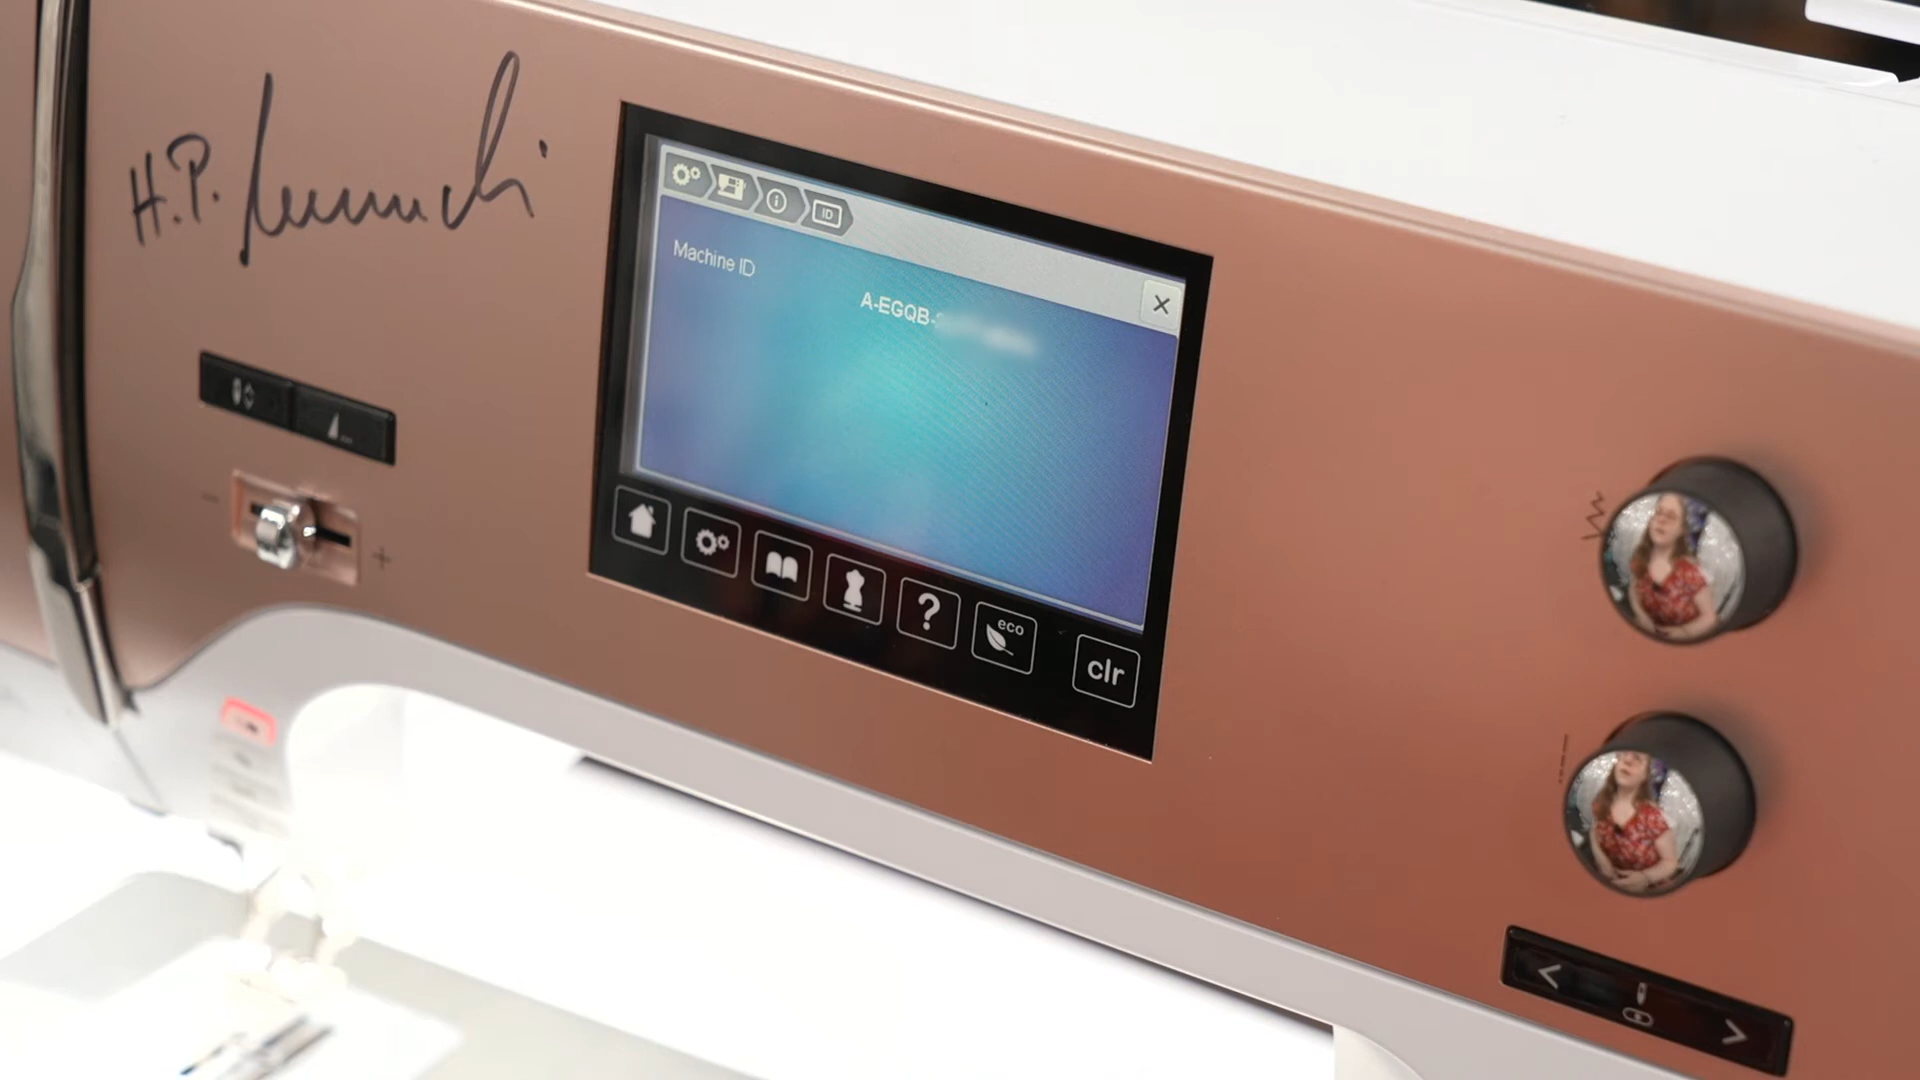 H.P.
ID
Machine ID
A-EGQB-
eco
?
clr